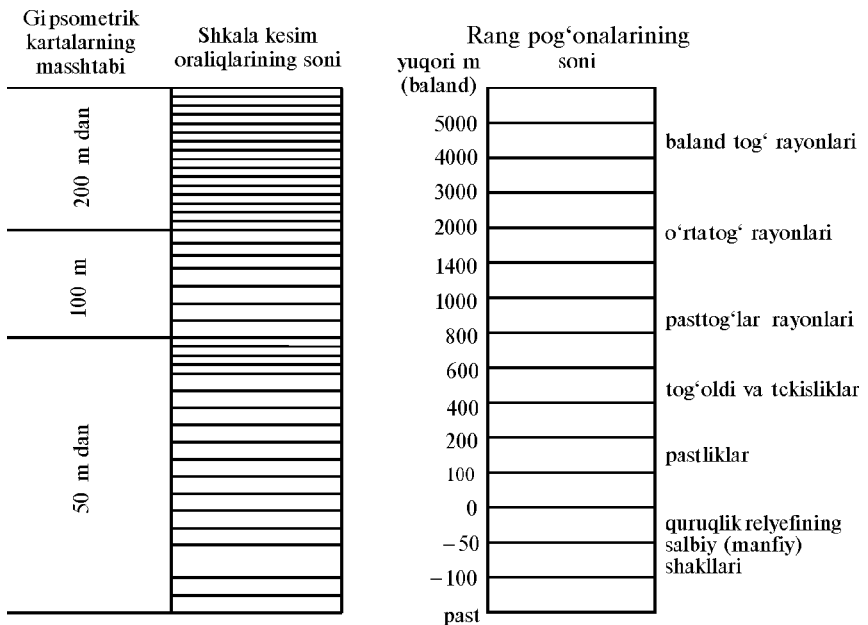 Gipsometrik
kartalarning
masshtabi
Shkala kesim
oraliqlarining soni
200 m dan
100 m
50 m dan
Rang pog‘onalarining
soni
yuqori m
(baland)
5000
4000
3000
2000
1400
1000
800
600
400
200
100
0
−50
−100
past
baland tog‘ rayonlari
o‘rtatog‘ rayonlari
pasttog‘lar rayonlari
tog‘oldi va tckisliklar
pastliklar
quruqlik relyefining
salbiy (manfiy)
shakllari